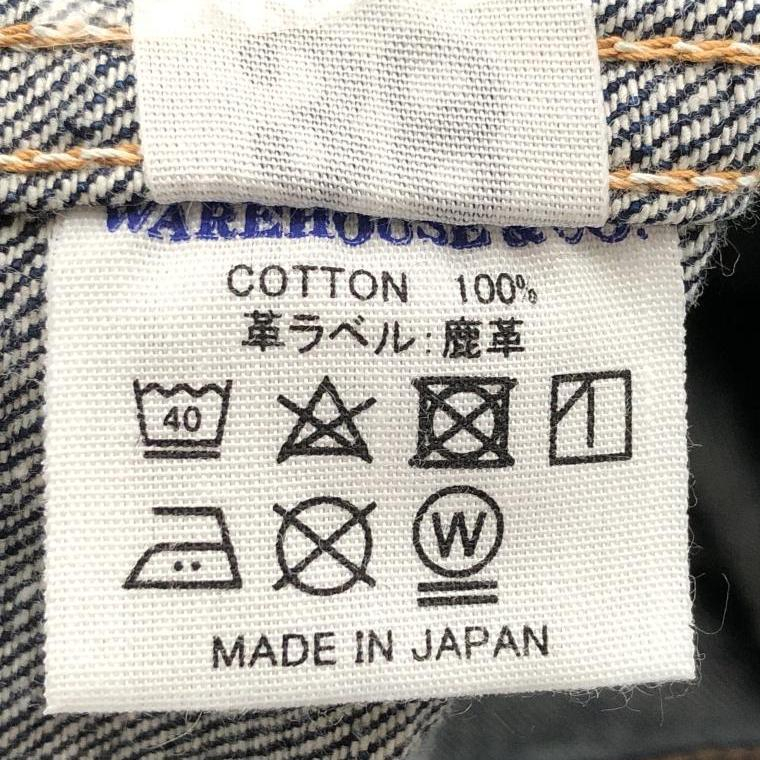 WAREHOUSE & CO.
COTTON 100%
革ラベル:鹿革
40
W
MADE IN JAPAN